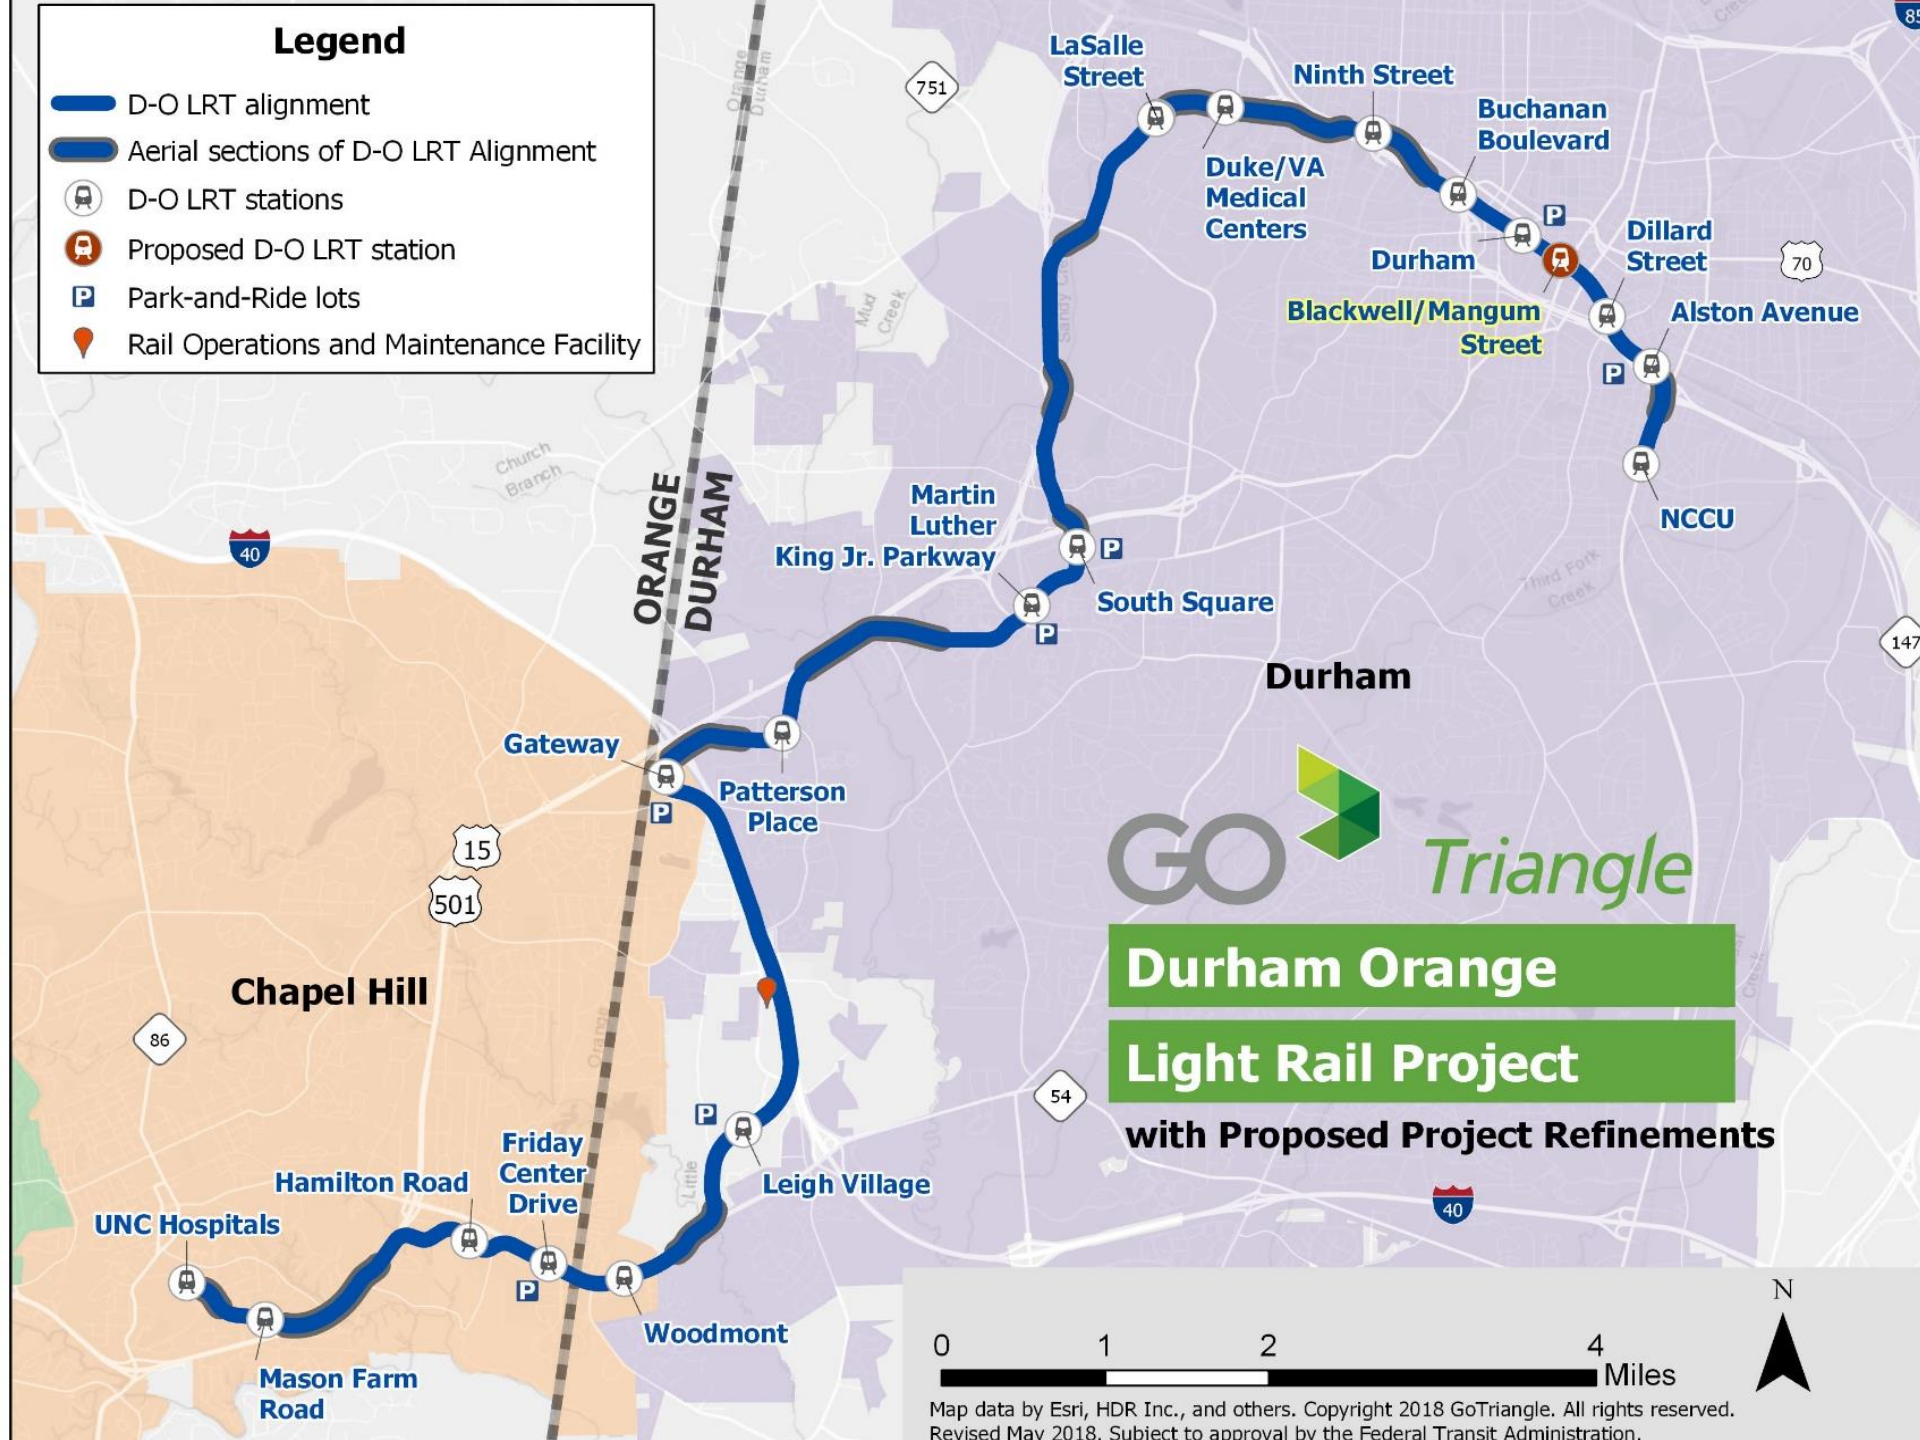 Legend
D-O LRT alignment
Aerial sections of D-O LRT Alignment
D-O LRT stations
Proposed D-O LRT station
P
Park-and-Ride lots
Rail Operations and Maintenance Facility
Orange
Durham
751
85
LaSalle
Street
Ninth Street
Buchanan
Boulevard
Duke/VA
Medical
Centers
P
Durham
Dillard
Street
70
Blackwell/Mangum
Street
Alston Avenue
P
NCCU
Mud
Creek
Church
Branch
40
ORANGE
DURHAM
Martin
Luther
King Jr. Parkway
P
South Square
P
Third Fork
Creek
147
Durham
Gateway
P
Patterson
Place
15
501
Chapel Hill
86
Orange
GO
Triangle
Durham Orange
Light Rail Project
with Proposed Project Refinements
54
40
P
Leigh Village
Little
Friday
Center
Drive
Hamilton Road
UNC Hospitals
P
Woodmont
Mason Farm
Road
N
0 1 2 4
Miles
Map data by Esri, HDR Inc., and others. Copyright 2018 GoTriangle. All rights reserved.
Revised May 2018. Subject to approval by the Federal Transit Administration.